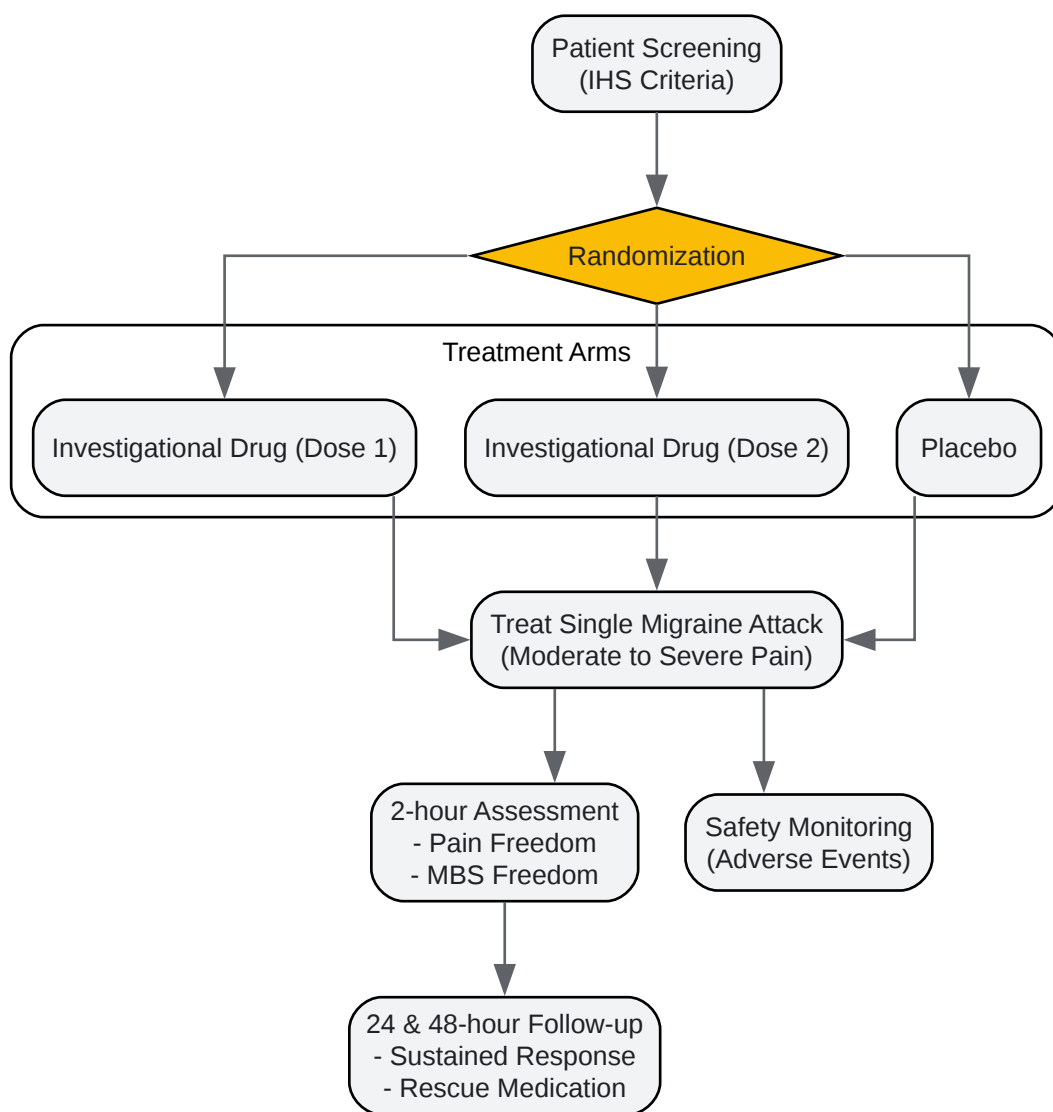 Patient Screening
(IHS Criteria)
Randomization
Treatment Arms
Investigational Drug (Dose 1)
Investigational Drug (Dose 2)
Placebo
Treat Single Migraine Attack
(Moderate to Severe Pain)
2-hour Assessment
- Pain Freedom
- MBS Freedom
Safety Monitoring
(Adverse Events)
24 & 48-hour Follow-up
- Sustained Response
- Rescue Medication